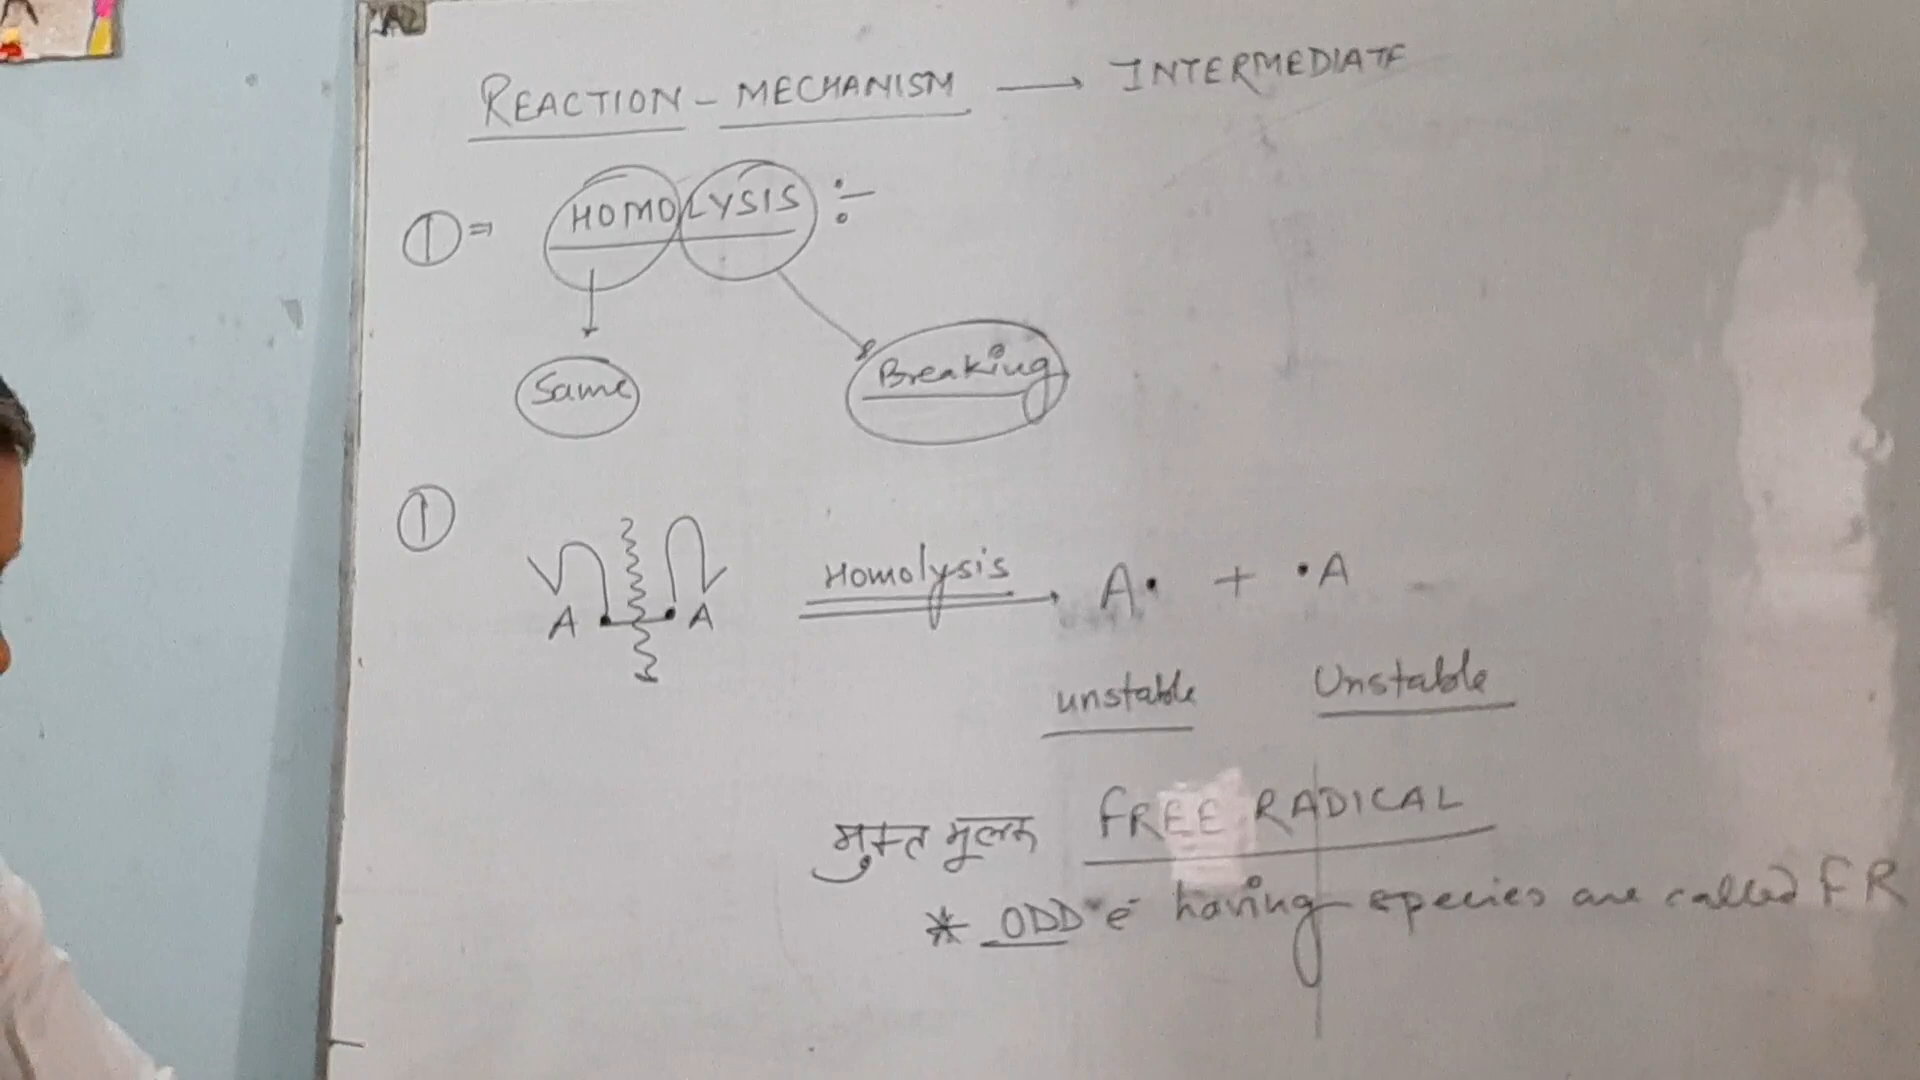 REACTION - MECHANISM → INTERMEDIATE
① = HOMOLYSIS :-
Same Breaking
①
A A Homolysis → A• + •A
unstable Unstable
मुक्त मूलक FREE RADICAL
* ODD e⁻ having species are called FR